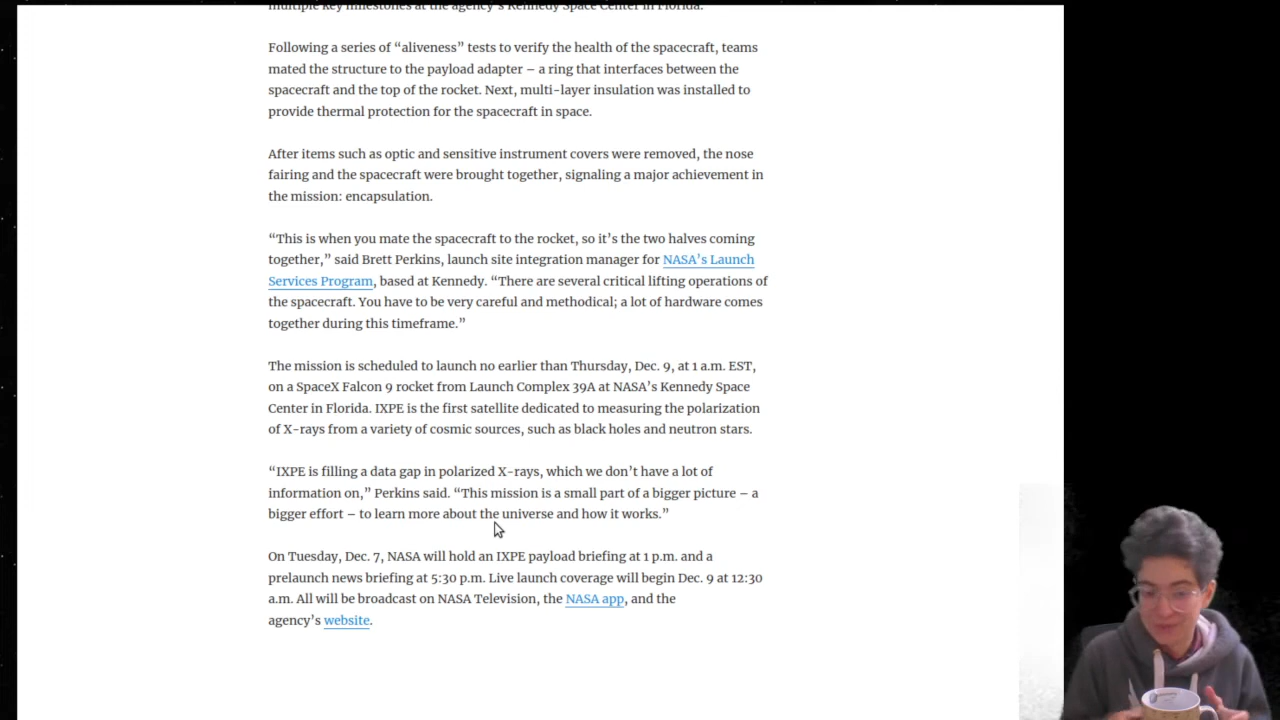 multiple key milestones at the agency's Kennedy Space Center in Florida.
Following a series of “aliveness” tests to verify the health of the spacecraft, teams
mated the structure to the payload adapter – a ring that interfaces between the
spacecraft and the top of the rocket. Next, multi-layer insulation was installed to
provide thermal protection for the spacecraft in space.
After items such as optic and sensitive instrument covers were removed, the nose
fairing and the spacecraft were brought together, signaling a major achievement in
the mission: encapsulation.
“This is when you mate the spacecraft to the rocket, so it’s the two halves coming
together,” said Brett Perkins, launch site integration manager for NASA’s Launch
Services Program, based at Kennedy. “There are several critical lifting operations of
the spacecraft. You have to be very careful and methodical; a lot of hardware comes
together during this timeframe.”
The mission is scheduled to launch no earlier than Thursday, Dec. 9, at 1 a.m. EST,
on a SpaceX Falcon 9 rocket from Launch Complex 39A at NASA’s Kennedy Space
Center in Florida. IXPE is the first satellite dedicated to measuring the polarization
of X-rays from a variety of cosmic sources, such as black holes and neutron stars.
“IXPE is filling a data gap in polarized X-rays, which we don’t have a lot of
information on,” Perkins said. “This mission is a small part of a bigger picture – a
bigger effort – to learn more about the universe and how it works.”
On Tuesday, Dec. 7, NASA will hold an IXPE payload briefing at 1 p.m. and a
prelaunch news briefing at 5:30 p.m. Live launch coverage will begin Dec. 9 at 12:30
a.m. All will be broadcast on NASA Television, the NASA app, and the
agency’s website.